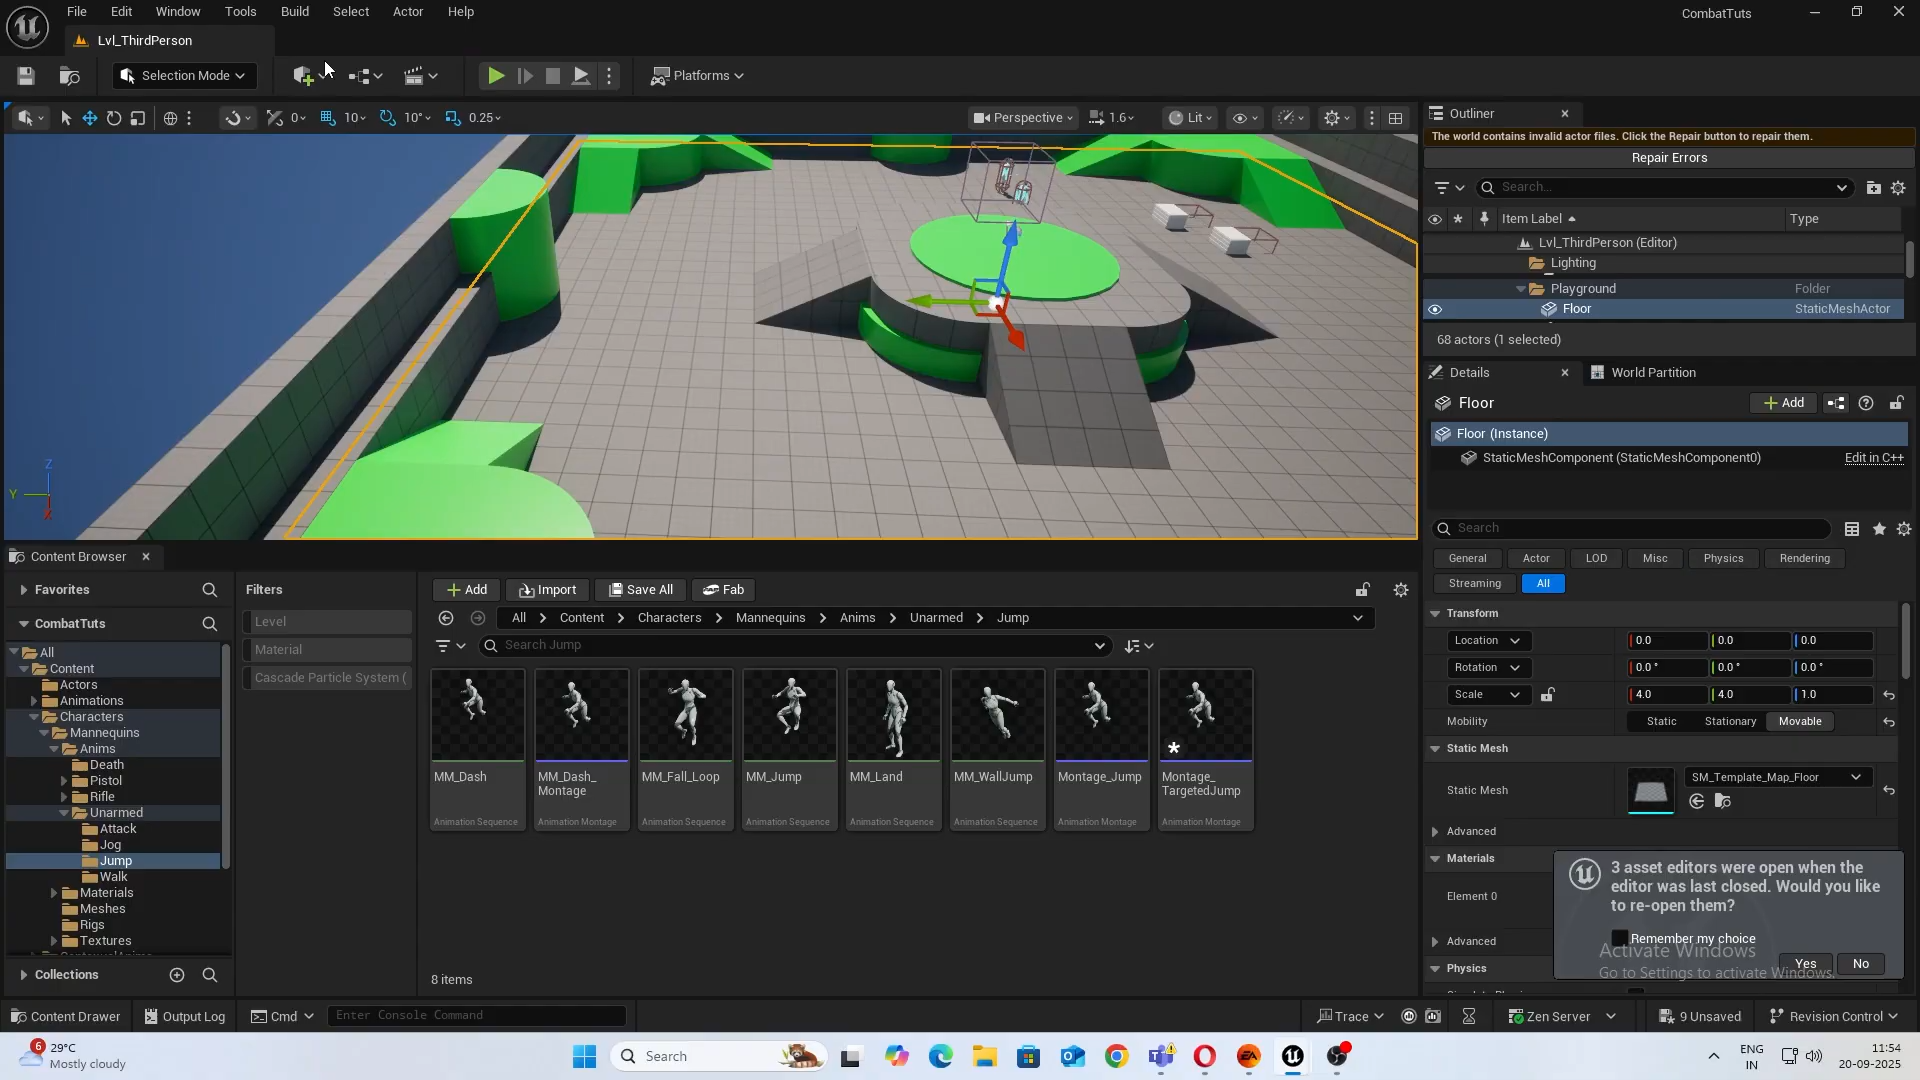 File Edit Window Tools Build Select Actor Help
CombatTuts
Lvl_ThirdPerson
Selection Mode
Platforms
0
10
10°
0.25
Perspective
1.6
Lit
Outliner
The world contains invalid actor files. Click the Repair button to repair them.
Repair Errors
Search...
Item Label
Type
Lvl_ThirdPerson (Editor)
Lighting
Playground
Folder
Floor
StaticMeshActor
68 actors (1 selected)
Details
World Partition
Floor
Add
Floor (Instance)
StaticMeshComponent (StaticMeshComponent0)
Edit in C++
Search
General
Actor
LOD
Misc
Physics
Rendering
Streaming
All
Transform
Location
0.0
0.0
0.0
Rotation
0.0 °
0.0 °
0.0 °
Scale
4.0
4.0
1.0
Mobility
Static
Stationary
Movable
Static Mesh
Static Mesh
SM_Template_Map_Floor
Advanced
Materials
Element 0
Advanced
Physics
3 asset editors were open when the
editor was last closed. Would you like
to re-open them?
Remember my choice
Yes
No
Activate Windows
Go to Settings to activate Windows.
Z
Y
X
Content Browser
Favorites
CombatTuts
All
Content
Actors
Animations
Characters
Mannequins
Anims
Death
Pistol
Rifle
Unarmed
Attack
Jog
Jump
Walk
Materials
Meshes
Rigs
Textures
Collections
Filters
Level
Material
Cascade Particle System (
Add
Import
Save All
Fab
All
Content
Characters
Mannequins
Anims
Unarmed
Jump
Search Jump
MM_Dash
Animation Sequence
MM_Dash_
Montage
Animation Montage
MM_Fall_Loop
Animation Sequence
MM_Jump
Animation Sequence
MM_Land
Animation Sequence
MM_WallJump
Animation Sequence
Montage_Jump
Animation Montage
Montage_
TargetedJump
Animation Montage
8 items
Content Drawer
Output Log
Cmd
Enter Console Command
Trace
Zen Server
9 Unsaved
Revision Control
6
29°C
Mostly cloudy
Search
ENG
IN
11:54
20-09-2025